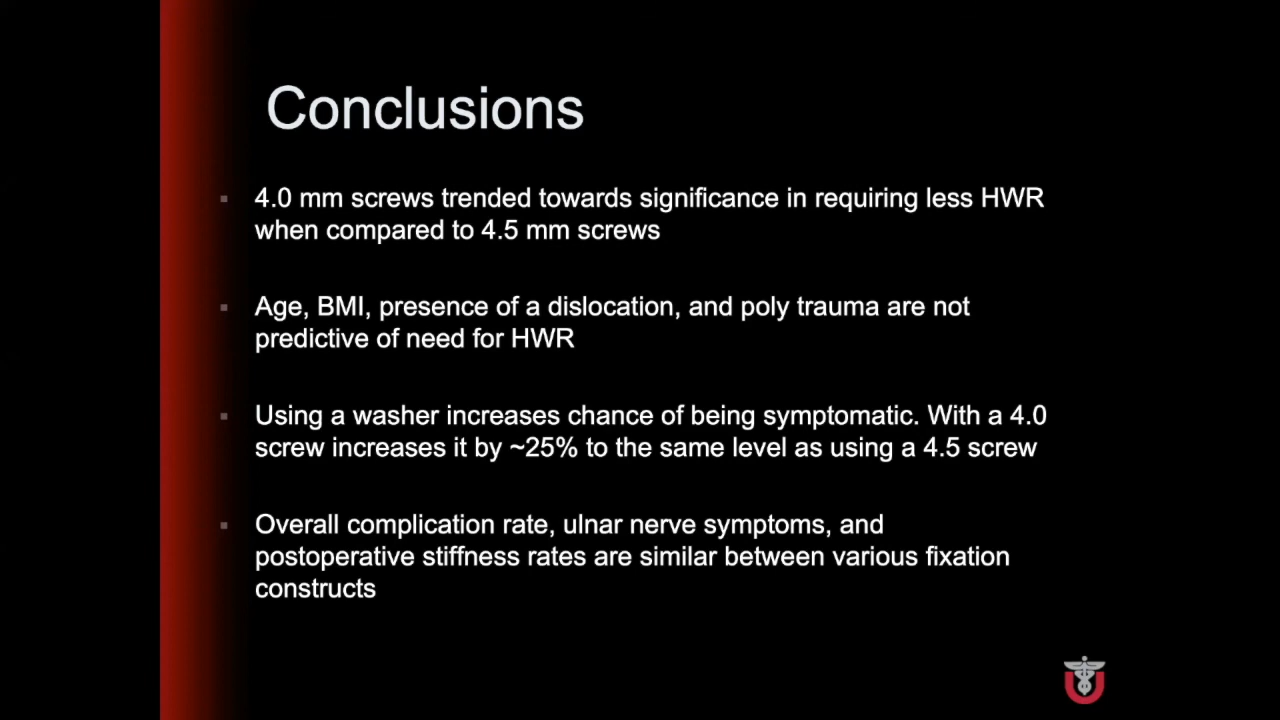 Conclusions
4.0 mm screws trended towards significance in requiring less HWR
when compared to 4.5 mm screws
Age, BMI, presence of a dislocation, and poly trauma are not
predictive of need for HWR
Using a washer increases chance of being symptomatic. With a 4.0
screw increases it by ~25% to the same level as using a 4.5 screw
Overall complication rate, ulnar nerve symptoms, and
postoperative stiffness rates are similar between various fixation
constructs
U